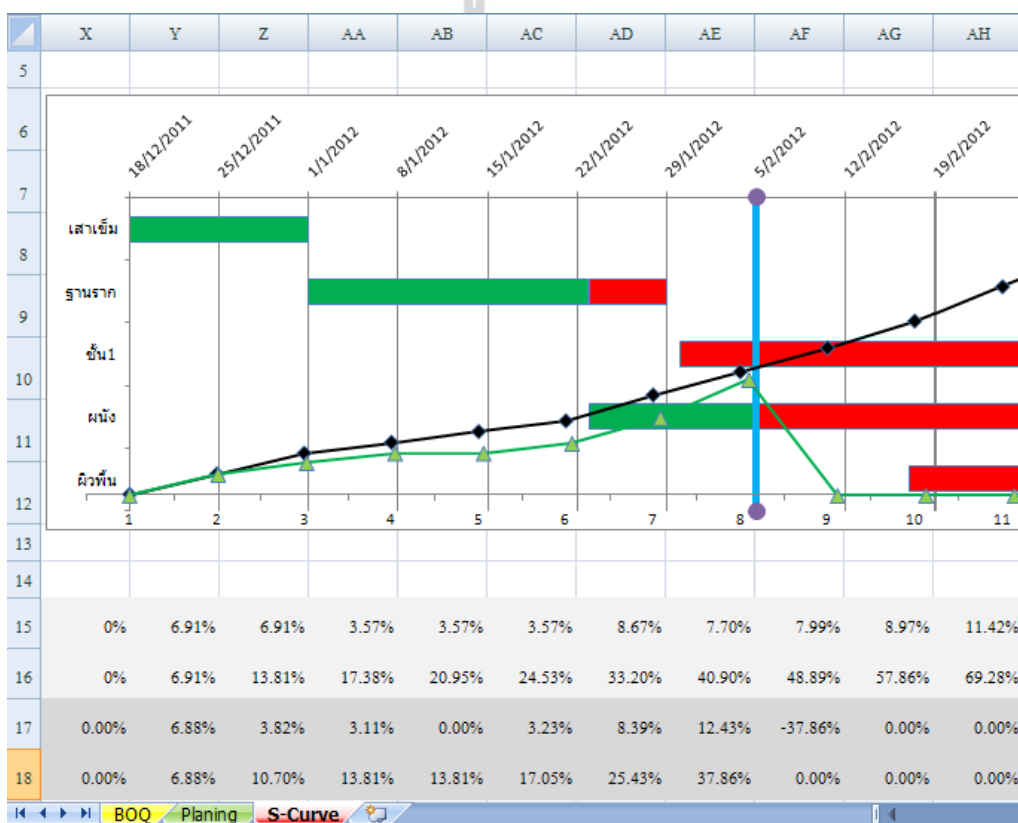 X Y Z AA AB AC AD AE AF AG AH
5
6
18/12/2011 25/12/2011 1/1/2012 8/1/2012 15/1/2012 22/1/2012 29/1/2012 5/2/2012 12/2/2012 19/2/2012
7
เสาเข็ม
8
ฐานราก
9
ชั้น1
10
ผนัง
11
ผิวพื้น
12
1 2 3 4 5 6 7 8 9 10 11
13
14
15 0% 6.91% 6.91% 3.57% 3.57% 3.57% 8.67% 7.70% 7.99% 8.97% 11.42%
16 0% 6.91% 13.81% 17.38% 20.95% 24.53% 33.20% 40.90% 48.89% 57.86% 69.28%
17 0.00% 6.88% 3.82% 3.11% 0.00% 3.23% 8.39% 12.43% -37.86% 0.00% 0.00%
18 0.00% 6.88% 10.70% 13.81% 13.81% 17.05% 25.43% 37.86% 0.00% 0.00% 0.00%
BOQ Planing S-Curve